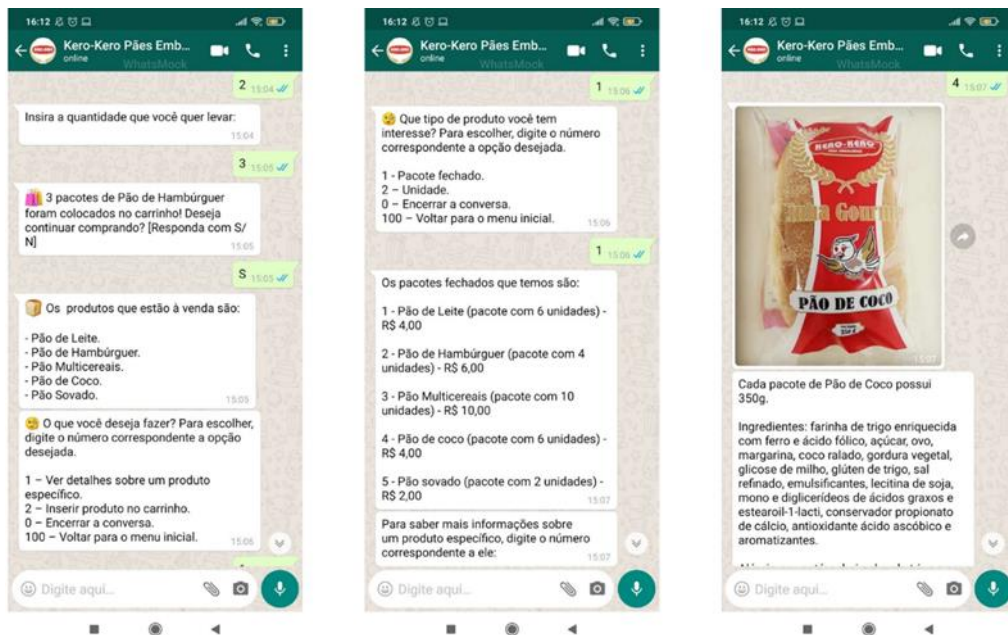 16:12
Kero-Kero Pães Emb...
online
WhatsMock
2 15:04
Insira a quantidade que você quer levar:
15:04
3 15:05
3 pacotes de Pão de Hambúrguer
foram colocados no carrinho! Deseja
continuar comprando? [Responda com S/
N]
15:05
S 15:05
Os produtos que estão à venda são:
- Pão de Leite.
- Pão de Hambúrguer.
- Pão Multicereais.
- Pão de Coco.
- Pão Sovado.
15:05
O que você deseja fazer? Para escolher,
digite o número correspondente a opção
desejada.
1 – Ver detalhes sobre um produto
específico.
2 – Inserir produto no carrinho.
0 – Encerrar a conversa.
100 – Voltar para o menu inicial.
15:06
Digite aqui...
16:12
Kero-Kero Pães Emb...
online
WhatsMock
1 15:06
Que tipo de produto você tem
interesse? Para escolher, digite o número
correspondente a opção desejada.
1 - Pacote fechado.
2 – Unidade.
0 – Encerrar a conversa.
100 – Voltar para o menu inicial.
15:06
1 15:06
Os pacotes fechados que temos são:
1 - Pão de Leite (pacote com 6 unidades) -
R$ 4,00
2 - Pão de Hambúrguer (pacote com 4
unidades) - R$ 6,00
3 - Pão Multicereais (pacote com 10
unidades) - R$ 10,00
4 - Pão de coco (pacote com 6 unidades) -
R$ 4,00
5 - Pão sovado (pacote com 2 unidades) -
R$ 2,00
15:07
Para saber mais informações sobre
um produto específico, digite o número
correspondente a ele:
15:07
Digite aqui...
16:12
Kero-Kero Pães Emb...
online
WhatsMock
4 15:07
KERO-KERO
PÃO DE COCO
15:07
Cada pacote de Pão de Coco possui
350g.
Ingredientes: farinha de trigo enriquecida
com ferro e ácido fólico, açúcar, ovo,
margarina, coco ralado, gordura vegetal,
glicose de milho, glúten de trigo, sal
refinado, emulsificantes, lecitina de soja,
mono e diglicerídeos de ácidos graxos e
estearoil-1-lacti, conservador propionato
de cálcio, antioxidante ácido ascóbico e
aromatizantes.
Digite aqui...